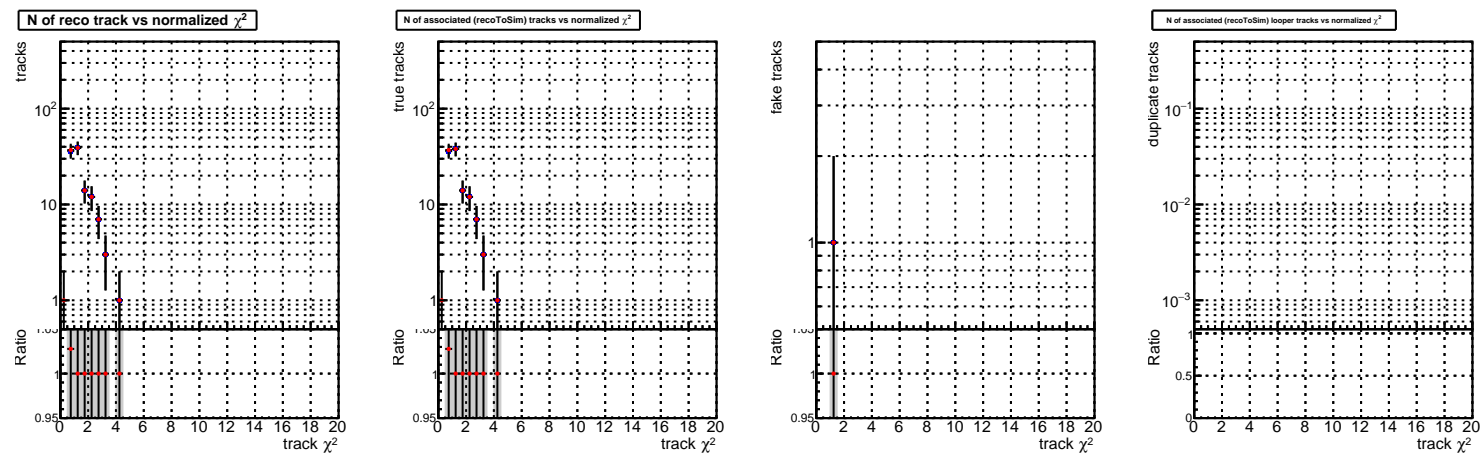 N of reco track vs normalized χ²
tracks
10²
10
1
1.05
Ratio
1
0.95
0 2 4 6 8 10 12 14 16 18 20
track χ²
N of associated (recoToSim) tracks vs normalized χ²
true tracks
10²
10
1
1.05
Ratio
1
0.95
0 2 4 6 8 10 12 14 16 18 20
track χ²
fake tracks
1
1.05
Ratio
1
0.95
0 2 4 6 8 10 12 14 16 18 20
track χ²
N of associated (recoToSim) looper tracks vs normalized χ²
duplicate tracks
10⁻¹
10⁻²
10⁻³
Ratio
1
0.5
0
0 2 4 6 8 10 12 14 16 18 20
track χ²